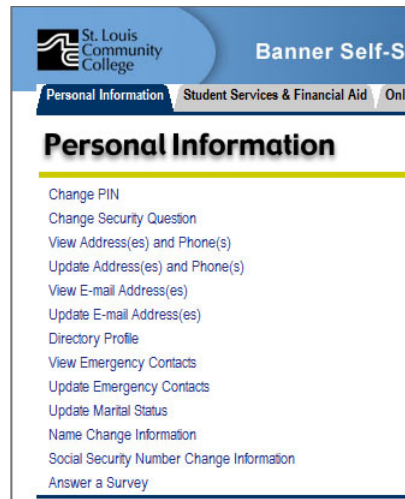 St. Louis
Community
College
Banner Self-S
Personal Information
Student Services & Financial Aid
Onl
Personal Information
Change PIN
Change Security Question
View Address(es) and Phone(s)
Update Address(es) and Phone(s)
View E-mail Address(es)
Update E-mail Address(es)
Directory Profile
View Emergency Contacts
Update Emergency Contacts
Update Marital Status
Name Change Information
Social Security Number Change Information
Answer a Survey